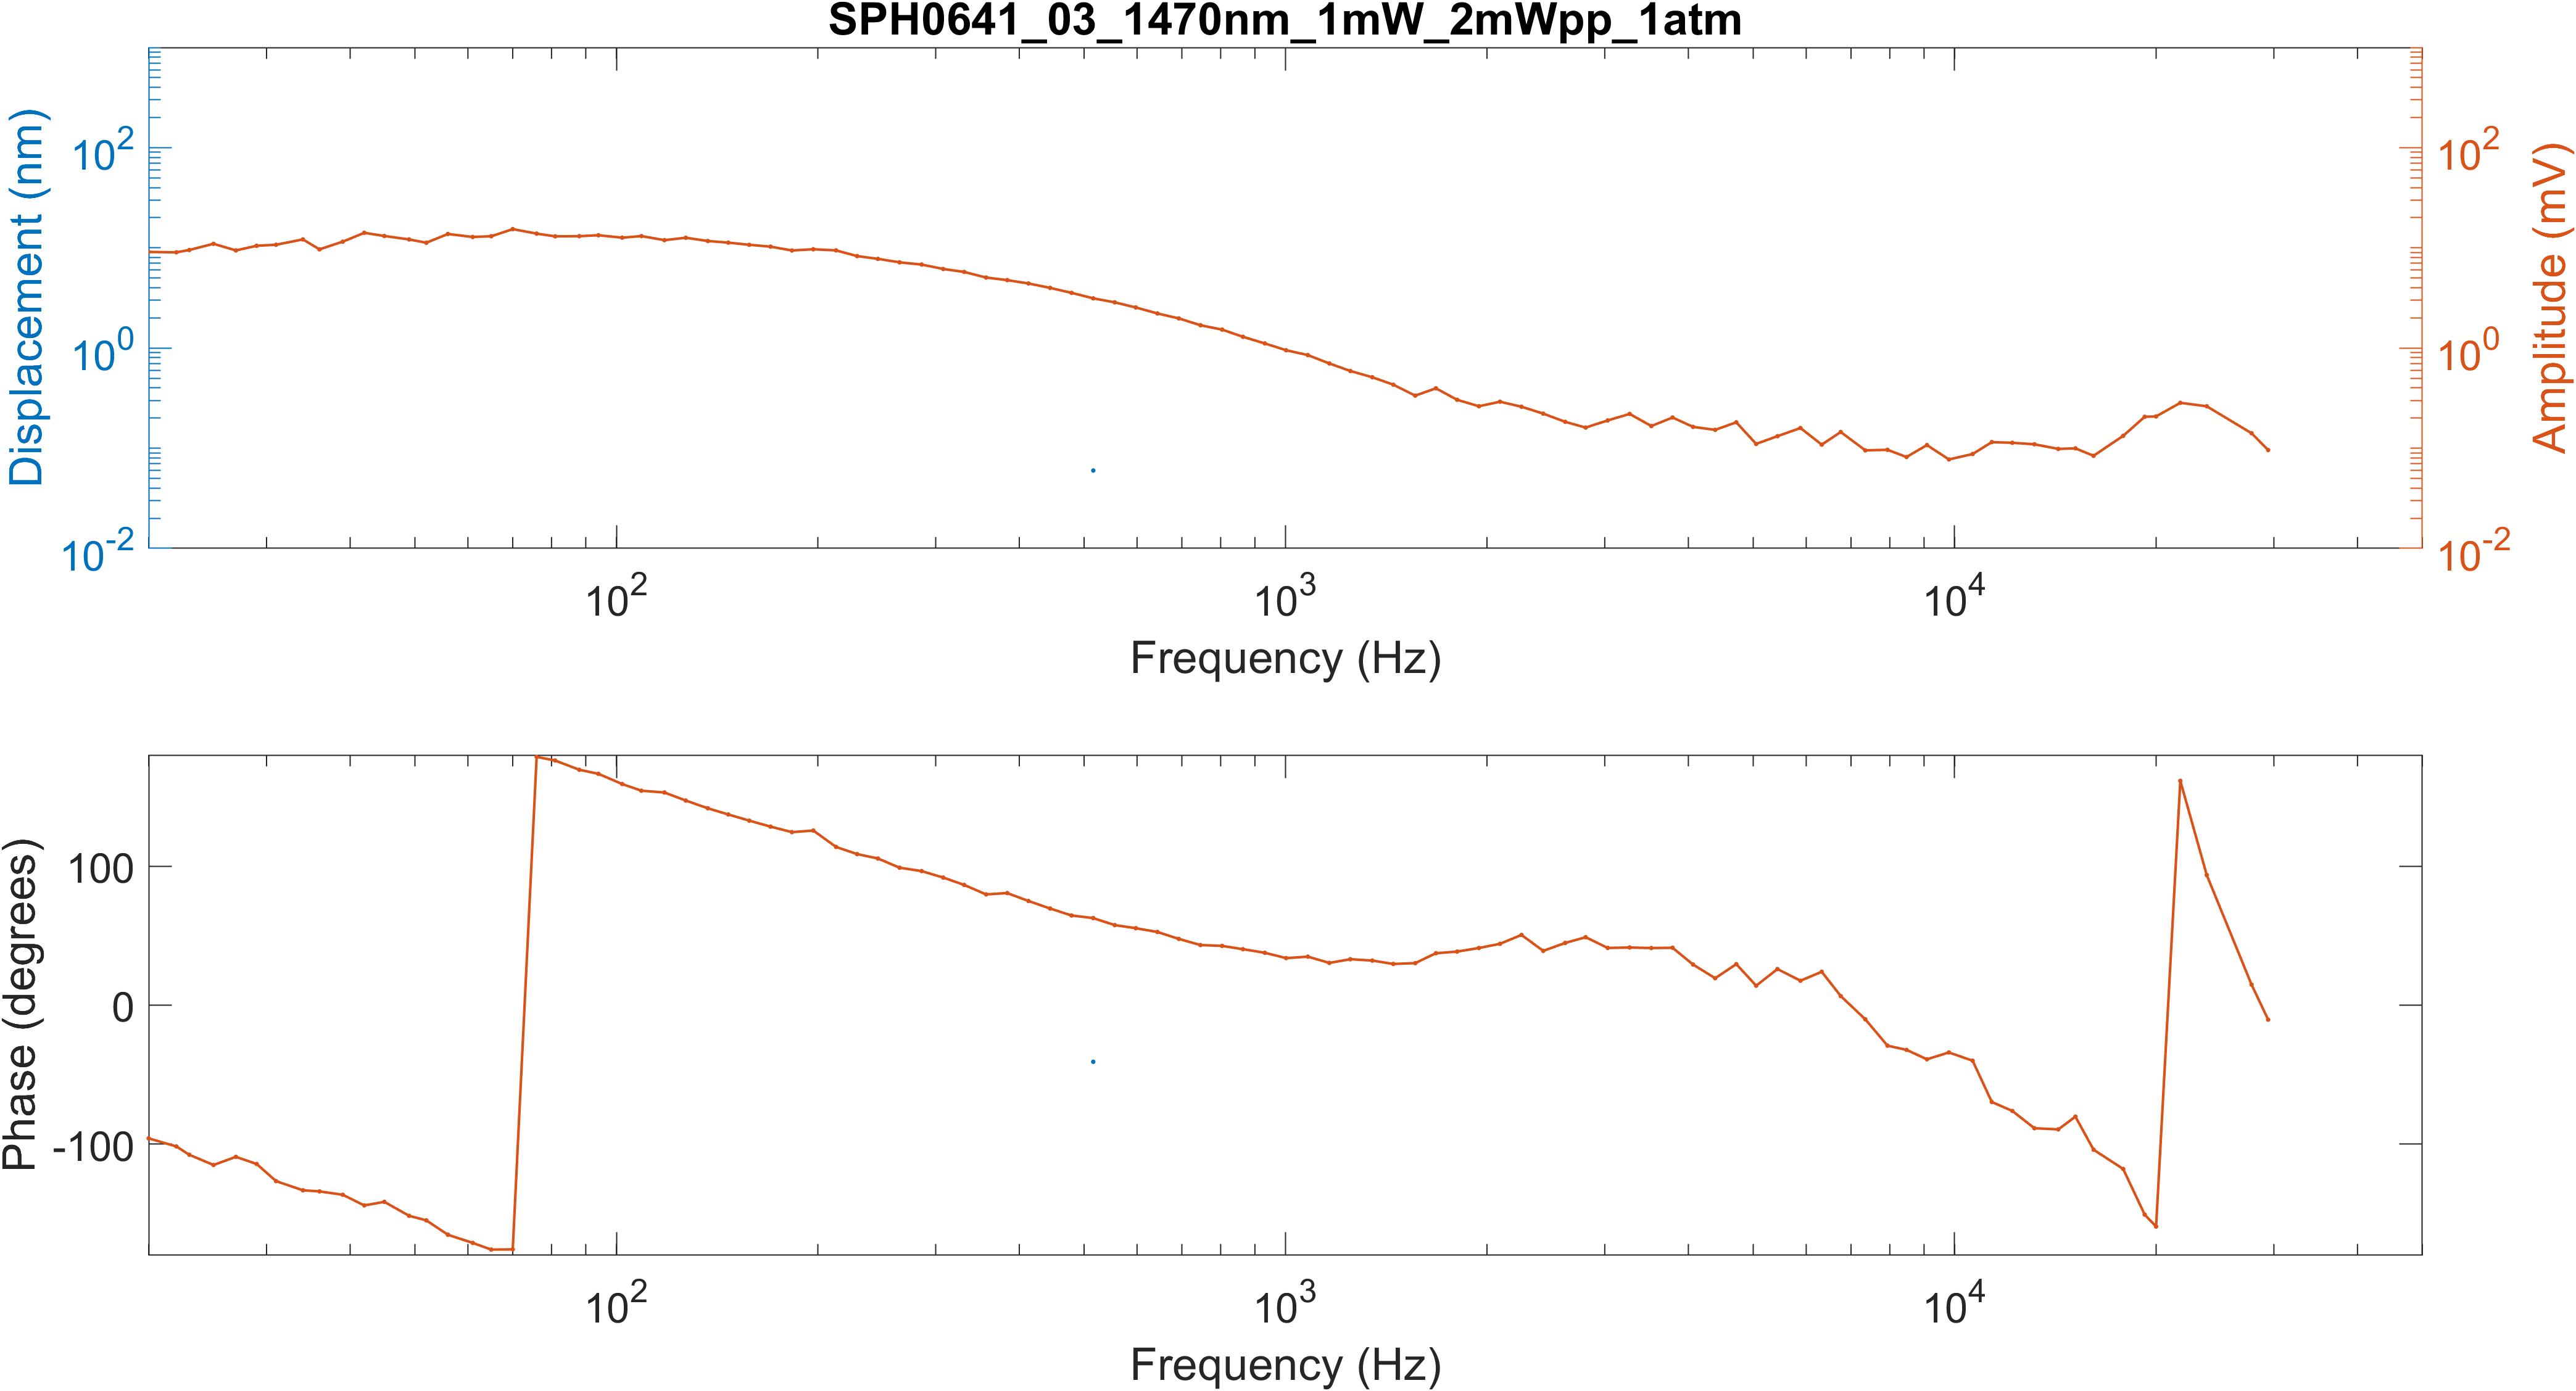 SPH0641_03_1470nm_1mW_2mWpp_1atm
Displacement (nm)
10^2
10^0
10^-2
Amplitude (mV)
10^2
10^0
10^-2
10^2 10^3 10^4
Frequency (Hz)
Phase (degrees)
100
0
-100
10^2 10^3 10^4
Frequency (Hz)